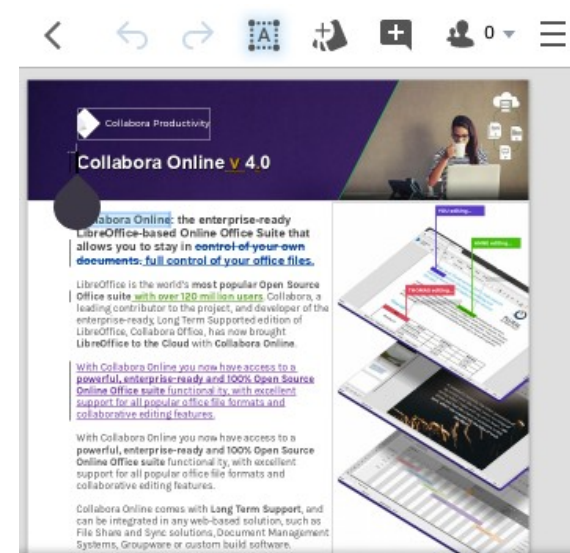 A
0
Collabora Productivity
Collabora Online v 4.0
labora Online: the enterprise-ready
LibreOffice-based Online Office Suite that
allows you to stay in control of your own
documents. full control of your office files.
LibreOffice is the world's most popular Open Source
Office suite with over 120 million users. Collabora, a
leading contributor to the project, and developer of the
enterprise-ready, Long Term Supported edition of
LibreOffice, Collabora Office, has now brought
LibreOffice to the Cloud with Collabora Online.
With Collabora Online you now have access to a
powerful, enterprise-ready and 100% Open Source
Online Office suite functionality, with excellent
support for all popular office file formats and
collaborative editing features.
With Collabora Online you now have access to a
powerful, enterprise-ready and 100% Open Source
Online Office suite functionality, with excellent
support for all popular office file formats and
collaborative editing features.
Collabora Online comes with Long Term Support, and
can be integrated in any web-based solution, such as
File Share and Sync solutions, Document Management
Systems, Groupware or custom build software.
YOU editing...
editing...
editing...